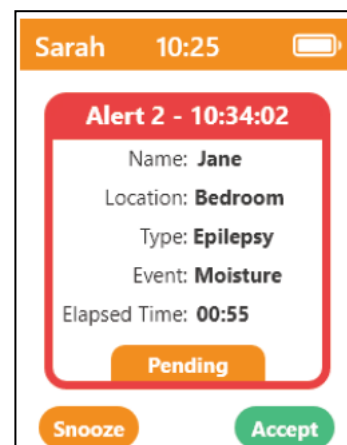 Sarah 10:25
Alert 2 - 10:34:02
Name: Jane
Location: Bedroom
Type: Epilepsy
Event: Moisture
Elapsed Time: 00:55
Pending
Snooze Accept